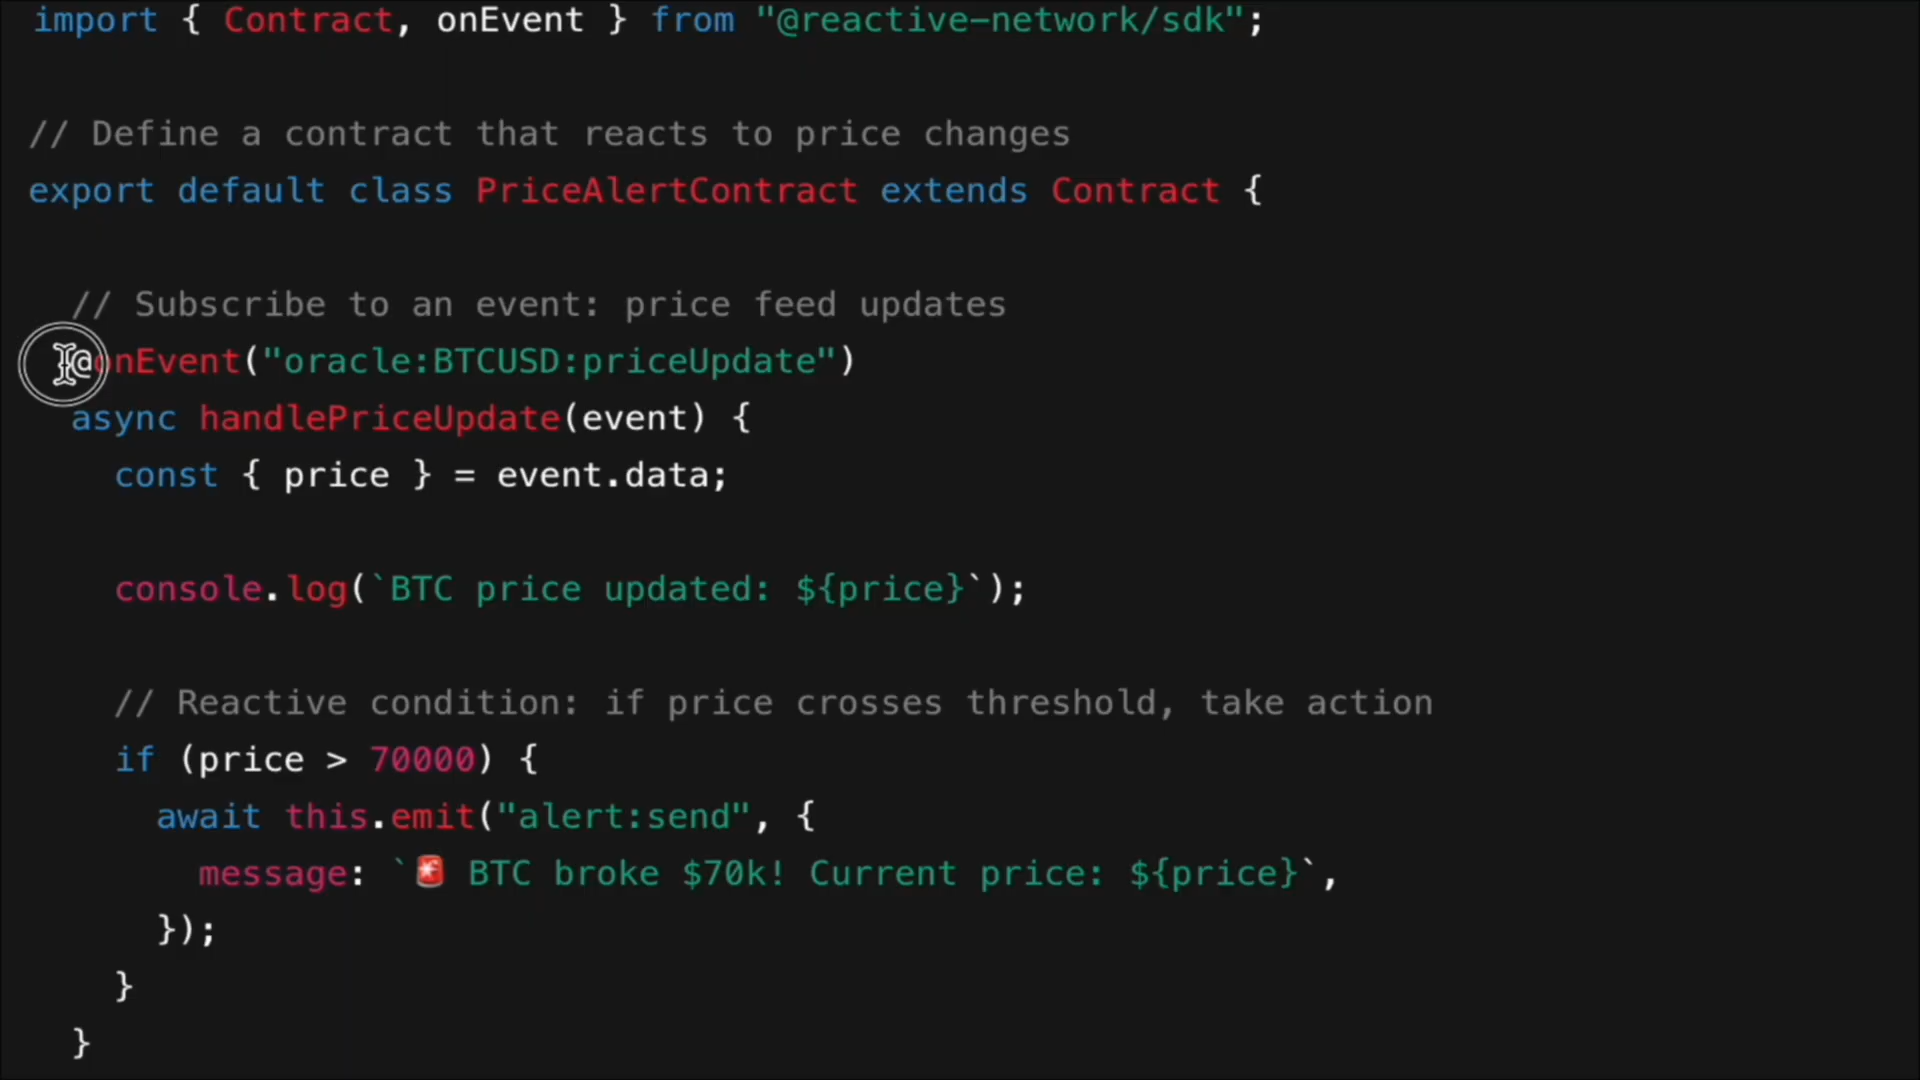 import { Contract, onEvent } from "@reactive-network/sdk";
// Define a contract that reacts to price changes
export default class PriceAlertContract extends Contract {
// Subscribe to an event: price feed updates
@onEvent("oracle:BTCUSD:priceUpdate")
async handlePriceUpdate(event) {
const { price } = event.data;
console.log(`BTC price updated: ${price}`);
// Reactive condition: if price crosses threshold, take action
if (price > 70000) {
await this.emit("alert:send", {
message: `🚨 BTC broke $70k! Current price: ${price}`,
});
}
}